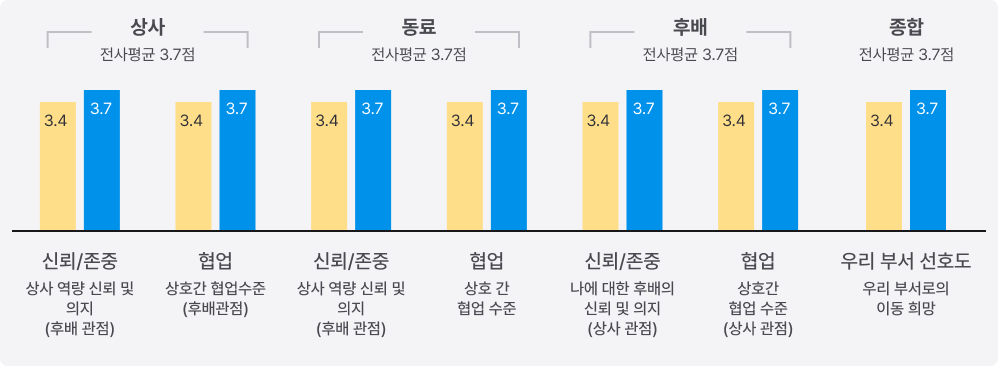 상사
전사평균 3.7점
동료
전사평균 3.7점
후배
전사평균 3.7점
종합
전사평균 3.7점
3.4
3.7
3.4
3.7
3.4
3.7
3.4
3.7
3.4
3.7
3.4
3.7
3.4
3.7
신뢰/존중
상사 역량 신뢰 및
의지
(후배 관점)
협업
상호간 협업수준
(후배관점)
신뢰/존중
상사 역량 신뢰 및
의지
(후배 관점)
협업
상호 간
협업 수준
신뢰/존중
나에 대한 후배의
신뢰 및 의지
(상사 관점)
협업
상호간
협업 수준
(상사 관점)
우리 부서 선호도
우리 부서로의
이동 희망